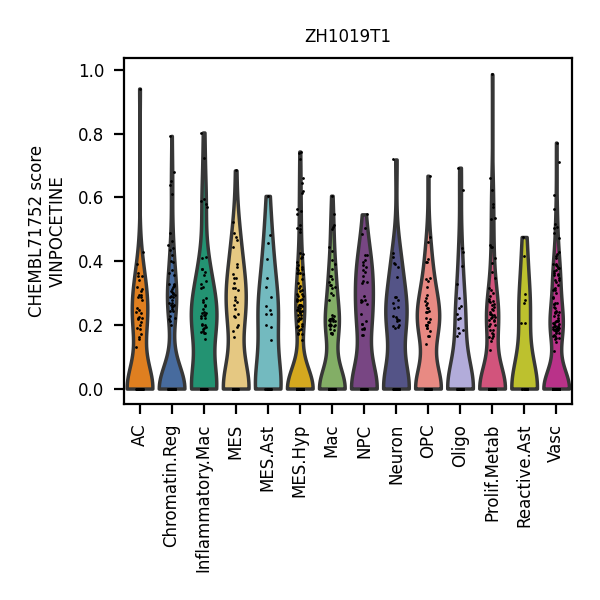 ZH1019T1
CHEMBL71752 score
VINPOCETINE
1.0
0.8
0.6
0.4
0.2
0.0
AC
Chromatin.Reg
Inflammatory.Mac
MES
MES.Ast
MES.Hyp
Mac
NPC
Neuron
OPC
Oligo
Prolif.Metab
Reactive.Ast
Vasc